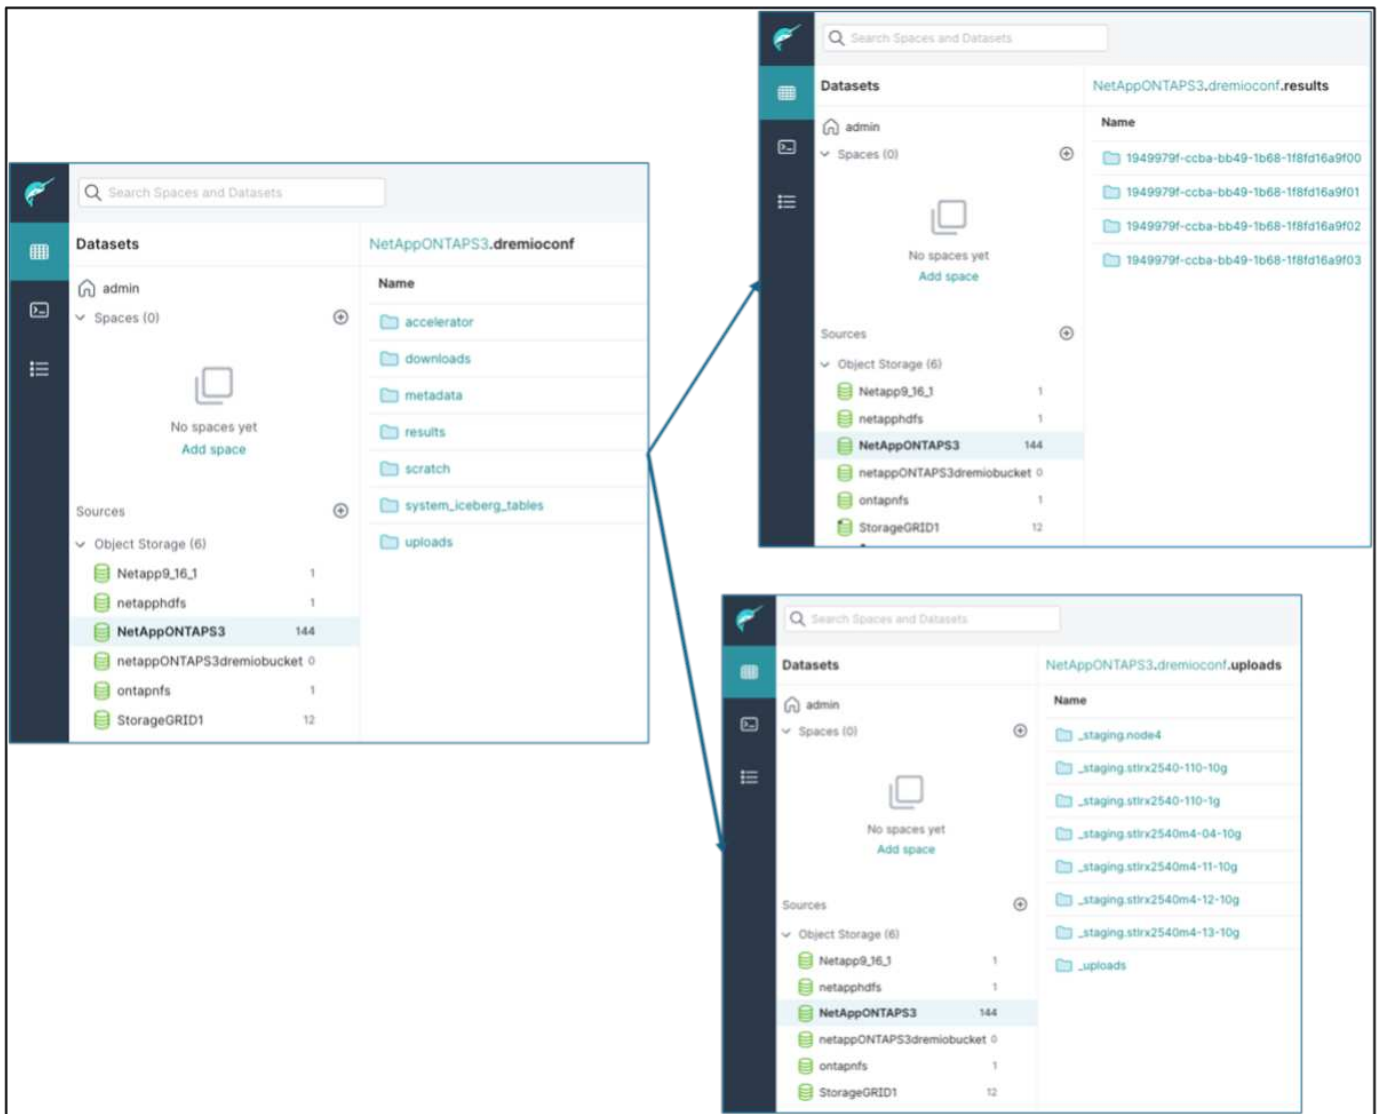 Search Spaces and Datasets
Datasets
admin
Spaces (0)
No spaces yet
Add space
Sources
Object Storage (6)
Netapp9_16_1 1
netapphdfs 1
NetAppONTAPS3 144
netappONTAPS3dremiobucket 0
ontapnfs 1
StorageGRID1 12
NetAppONTAPS3.dremioconf
Name
accelerator
downloads
metadata
results
scratch
system_iceberg_tables
uploads
Search Spaces and Datasets
Datasets
admin
Spaces (0)
No spaces yet
Add space
Sources
Object Storage (6)
Netapp9_16_1 1
netapphdfs 1
NetAppONTAPS3 144
netappONTAPS3dremiobucket 0
ontapnfs 1
StorageGRID1 12
NetAppONTAPS3.dremioconf.results
Name
1949979f-ccba-bb49-1b68-1f8fd16a9f00
1949979f-ccba-bb49-1b68-1f8fd16a9f01
1949979f-ccba-bb49-1b68-1f8fd16a9f02
1949979f-ccba-bb49-1b68-1f8fd16a9f03
Search Spaces and Datasets
Datasets
admin
Spaces (0)
No spaces yet
Add space
Sources
Object Storage (6)
Netapp9_16_1 1
netapphdfs 1
NetAppONTAPS3 144
netappONTAPS3dremiobucket 0
ontapnfs 1
StorageGRID1 12
NetAppONTAPS3.dremioconf.uploads
Name
_staging.node4
_staging.stlrx2540-110-10g
_staging.stlrx2540-110-1g
_staging.stlrx2540m4-04-10g
_staging.stlrx2540m4-11-10g
_staging.stlrx2540m4-12-10g
_staging.stlrx2540m4-13-10g
_uploads